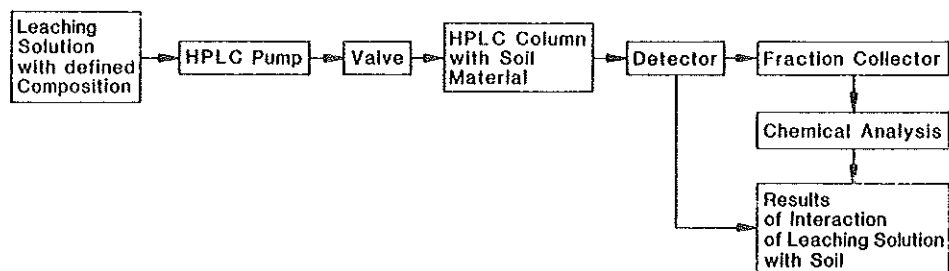 Leaching
Solution
with defined
Composition
HPLC Pump
Valve
HPLC Column
with Soil
Material
Detector
Fraction Collector
Chemical Analysis
Results
of Interaction
of Leaching Solution
with Soil